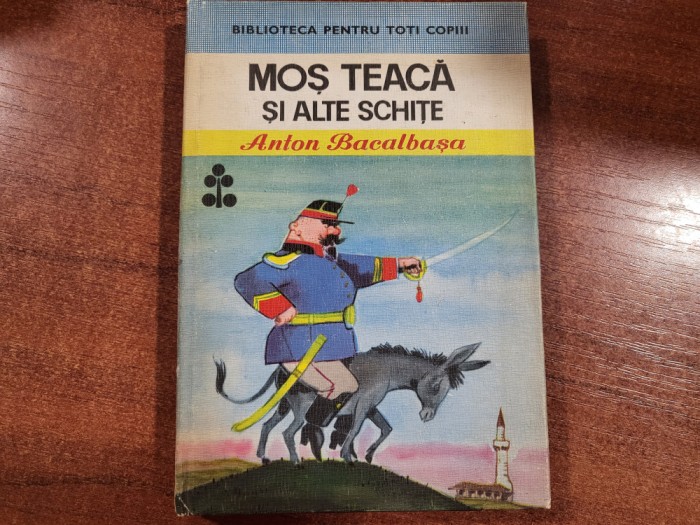 BIBLIOTECA PENTRU TOTI COPIII
MOȘ TEACĂ
ȘI ALTE SCHIȚE
Anton Bacalbașa